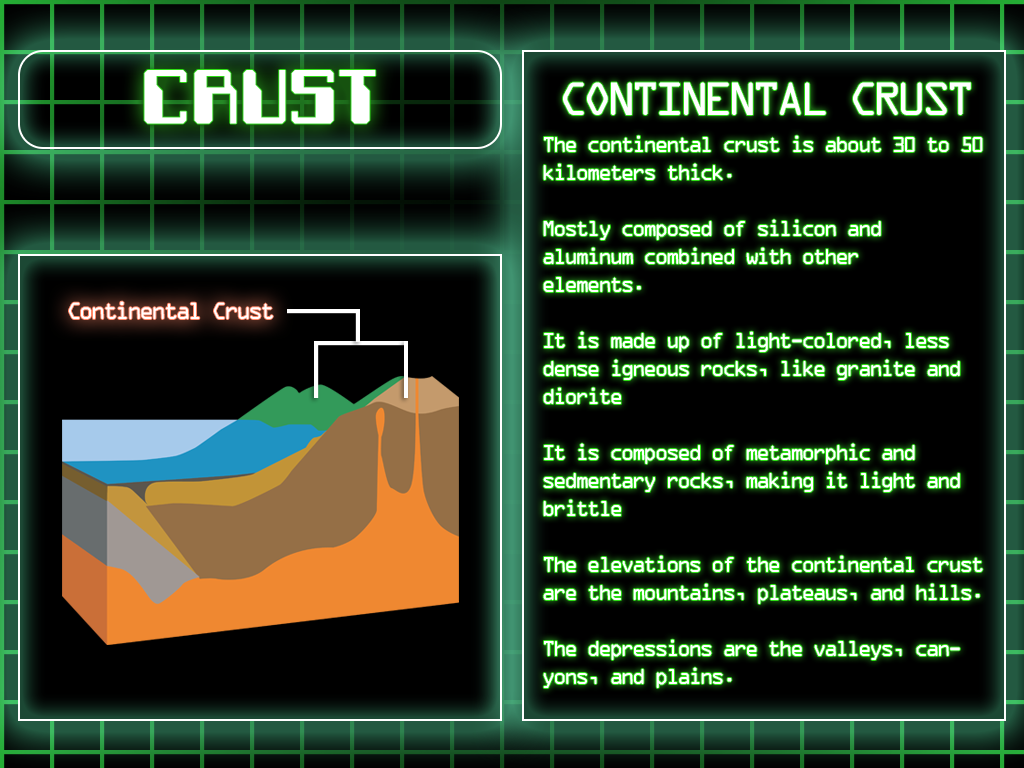 CRUST
Continental Crust
CONTINENTAL CRUST
The continental crust is about 30 to 50
kilometers thick.
Mostly composed of silicon and
aluminum combined with other
elements.
It is made up of light-colored, less
dense igneous rocks, like granite and
diorite
It is composed of metamorphic and
sedmentary rocks, making it light and
brittle
The elevations of the continental crust
are the mountains, plateaus, and hills.
The depressions are the valleys, can-
yons, and plains.